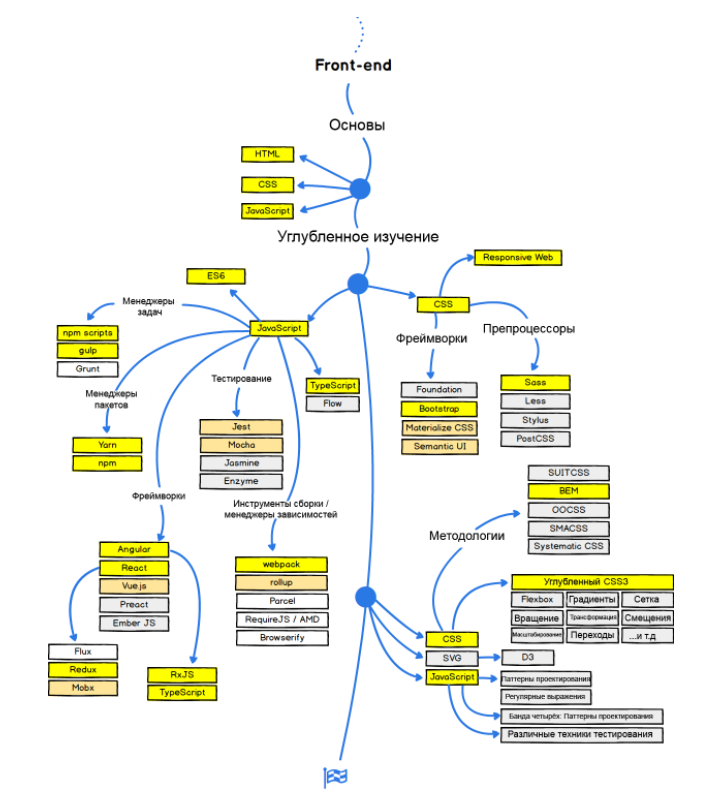 Front-end
Основы
HTML
CSS
JavaScript
Углубленное изучение
Responsive Web
ES6
CSS
Менеджеры
задач
JavaScript
npm scripts
gulp
Grunt
Фреймворки
Препроцессоры
Тестирование
TypeScript
Flow
Менеджеры
пакетов
Yarn
npm
Foundation
Bootstrap
Materialize CSS
Semantic UI
Sass
Less
Stylus
PostCSS
Jest
Mocha
Jasmine
Enzyme
Фреймворки
Инструменты сборки /
менеджеры зависимостей
SUITCSS
BEM
OOCSS
SMACSS
Systematic CSS
Методологии
Angular
React
Vue.js
Preact
Ember JS
webpack
rollup
Parcel
RequireJS / AMD
Browserify
Углубленный CSS3
Flexbox Градиенты Сетка
Вращение Трансформация Смещения
Масштабирование Переходы ...и т.д
CSS
SVG
D3
JavaScript
Паттерны проектирования
Регулярные выражения
Банда четырёх: Паттерны проектирования
Различные техники тестирования
Flux
Redux
Mobx
RxJS
TypeScript